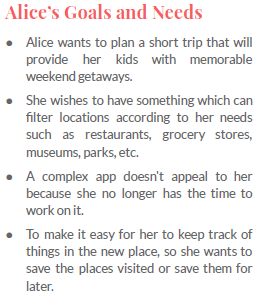 Alice's Goals and Needs
● Alice wants to plan a short trip that will
provide her kids with memorable
weekend getaways.
● She wishes to have something which can
filter locations according to her needs
such as restaurants, grocery stores,
museums, parks, etc.
● A complex app doesn't appeal to her
because she no longer has the time to
work on it.
● To make it easy for her to keep track of
things in the new place, so she wants to
save the places visited or save them for
later.